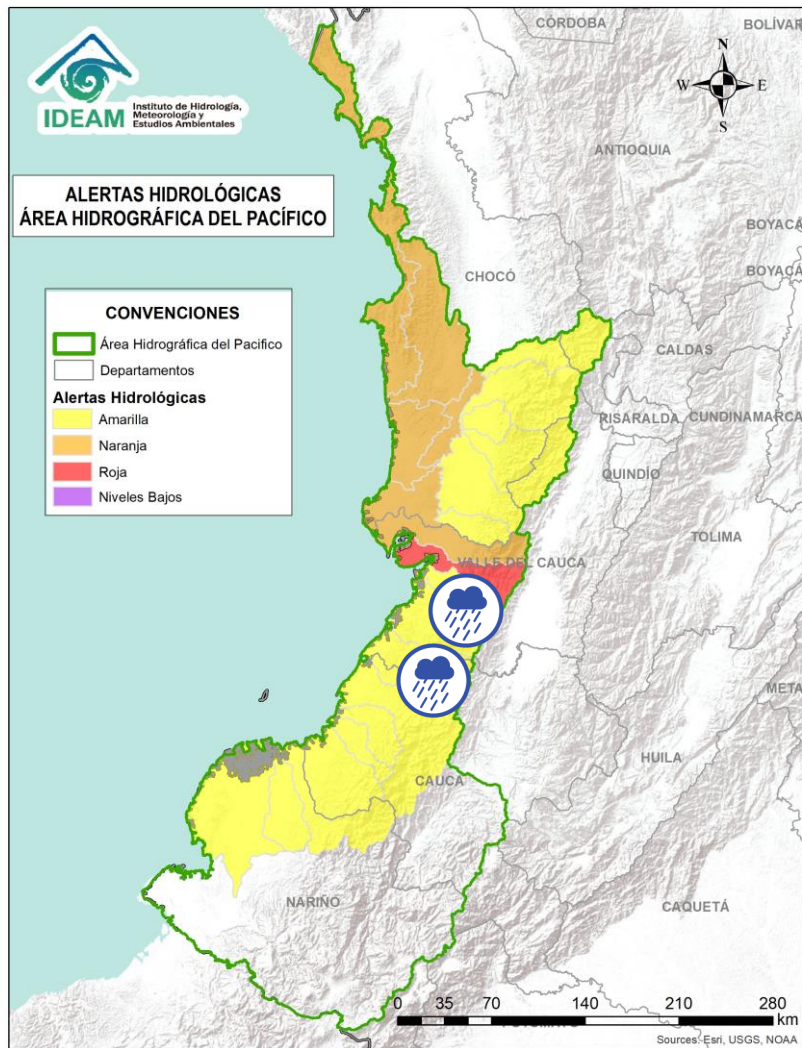 CÓRDOBA
BOLÍVAR
IDEAM
Instituto de Hidrología,
Meteorología y
Estudios Ambientales
N
W
E
S
ANTIOQUIA
ALERTAS HIDROLÓGICAS
ÁREA HIDROGRÁFICA DEL PACÍFICO
BOYACÁ
CHOCÓ
BOYACÁ
CONVENCIONES
Área Hidrográfica del Pacifico
Departamentos
Alertas Hidrológicas
Amarilla
Naranja
Roja
Niveles Bajos
CALDAS
RISARALDA
CUNDINAMARCA
QUINDÍO
TOLIMA
VALLE DEL CAUCA
META
HUILA
CAUCA
NARIÑO
CAQUETÁ
0 35 70 140 210 280
km
Sources: Esri, USGS, NOAA